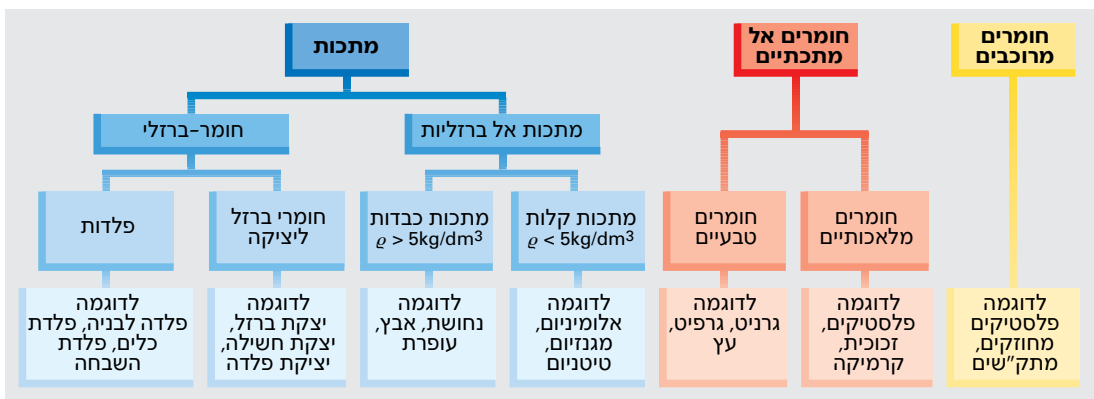 חומרים
מרוכבים
חומרים אל
מתכתיים
מתכות
מתכות אל ברזליות
חומר-ברזלי
חומרים
מלאכותיים
חומרים
טבעיים
מתכות קלות
ϱ < 5kg/dm³
מתכות כבדות
ϱ > 5kg/dm³
חומרי ברזל
ליציקה
פלדות
לדוגמה
פלסטיקים
מחוזקים,
מתק"שים
לדוגמה
פלסטיקים,
זכוכית,
קרמיקה
לדוגמה
גרניט, גרפיט,
עץ
לדוגמה
אלומיניום,
מגנזיום,
טיטניום
לדוגמה
נחושת, אבץ,
עופרת
לדוגמה
יצקת ברזל,
יצקת חשילה,
יציקת פלדה
לדוגמה
פלדה לבניה, פלדת
כלים, פלדת
השבחה